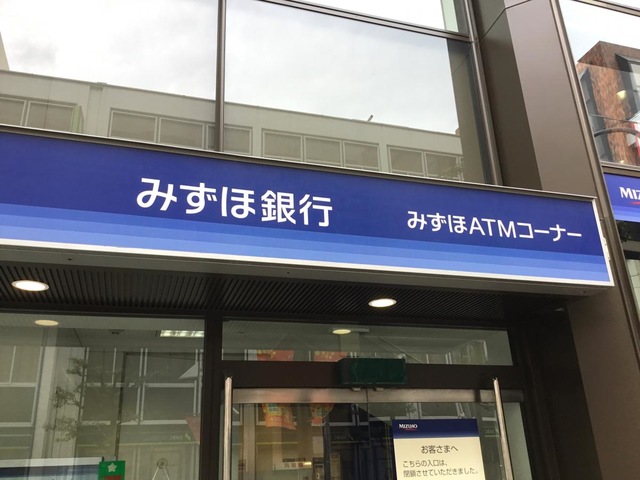 みずほ銀行
みずほATMコーナー
MIZUHO
お客さまへ
こちらの入口は、
閉鎖させていただきました。